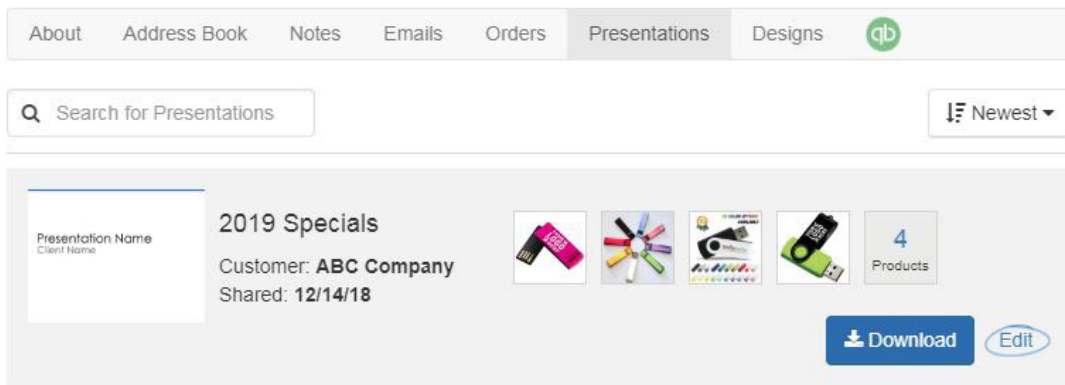 About Address Book Notes Emails Orders Presentations Designs qb
Search for Presentations
Newest
Presentation Name
Client Name
2019 Specials
Customer: ABC Company
Shared: 12/14/18
LOGO
4
Products
Download Edit